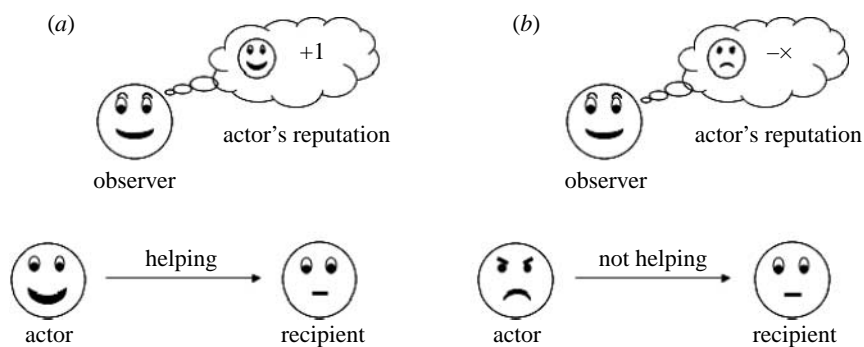 (a)
+1
actor's reputation
observer
helping
actor
recipient
(b)
–×
actor's reputation
observer
not helping
actor
recipient